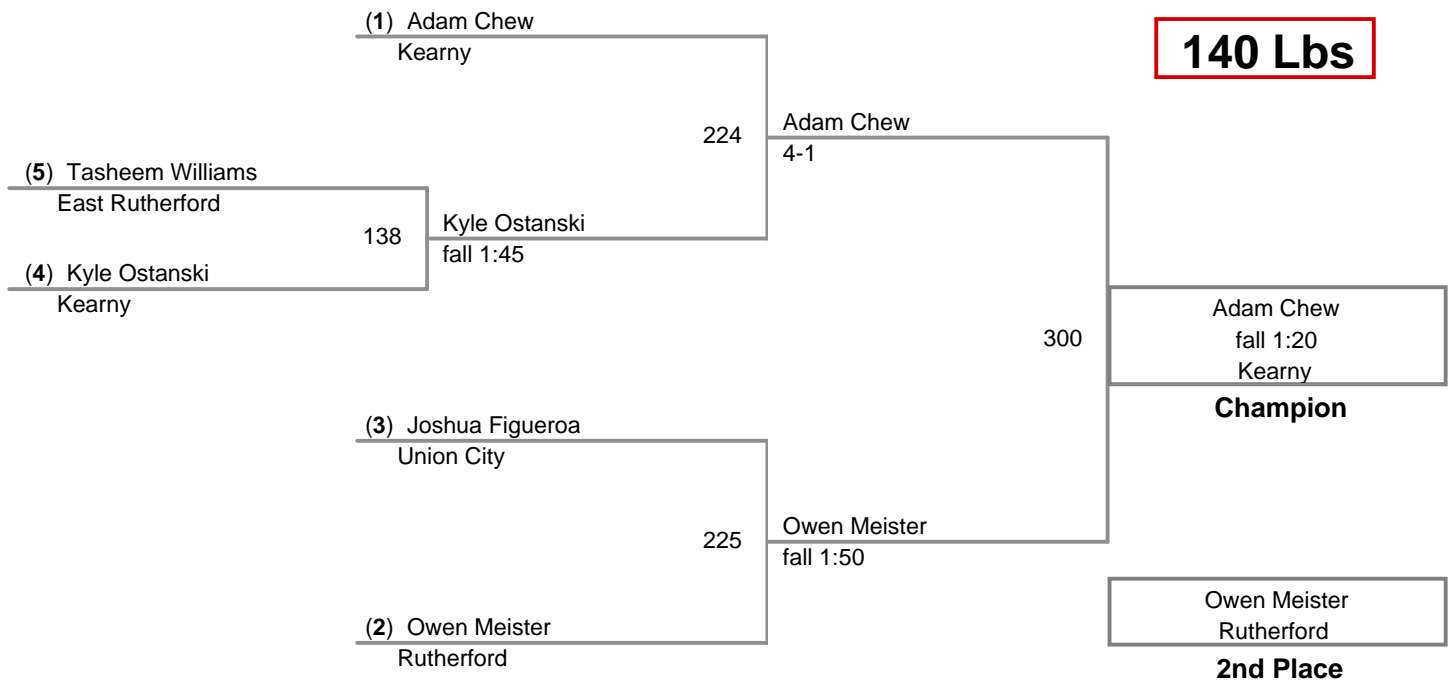 (1) Adam Chew
Kearny
140 Lbs
224
Adam Chew
4-1
(5) Tasheem Williams
East Rutherford
138
Kyle Ostanski
fall 1:45
(4) Kyle Ostanski
Kearny
300
Adam Chew
fall 1:20
Kearny
Champion
(3) Joshua Figueroa
Union City
225
Owen Meister
fall 1:50
(2) Owen Meister
Rutherford
Owen Meister
Rutherford
2nd Place